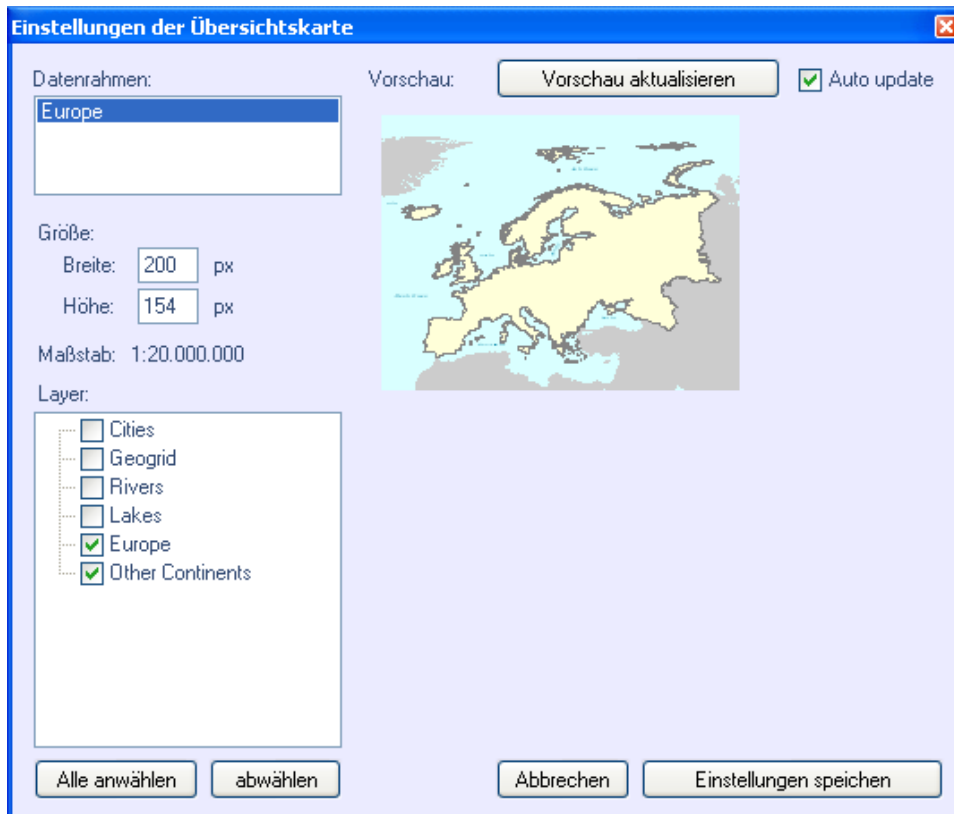 Einstellungen der Übersichtskarte
Datenrahmen:
Europe
Vorschau:
Vorschau aktualisieren
Auto update
Größe:
Breite: 200 px
Höhe: 154 px
Maßstab: 1:20.000.000
Layer:
Cities
Geogrid
Rivers
Lakes
Europe
Other Continents
Alle anwählen
abwählen
Abbrechen
Einstellungen speichen